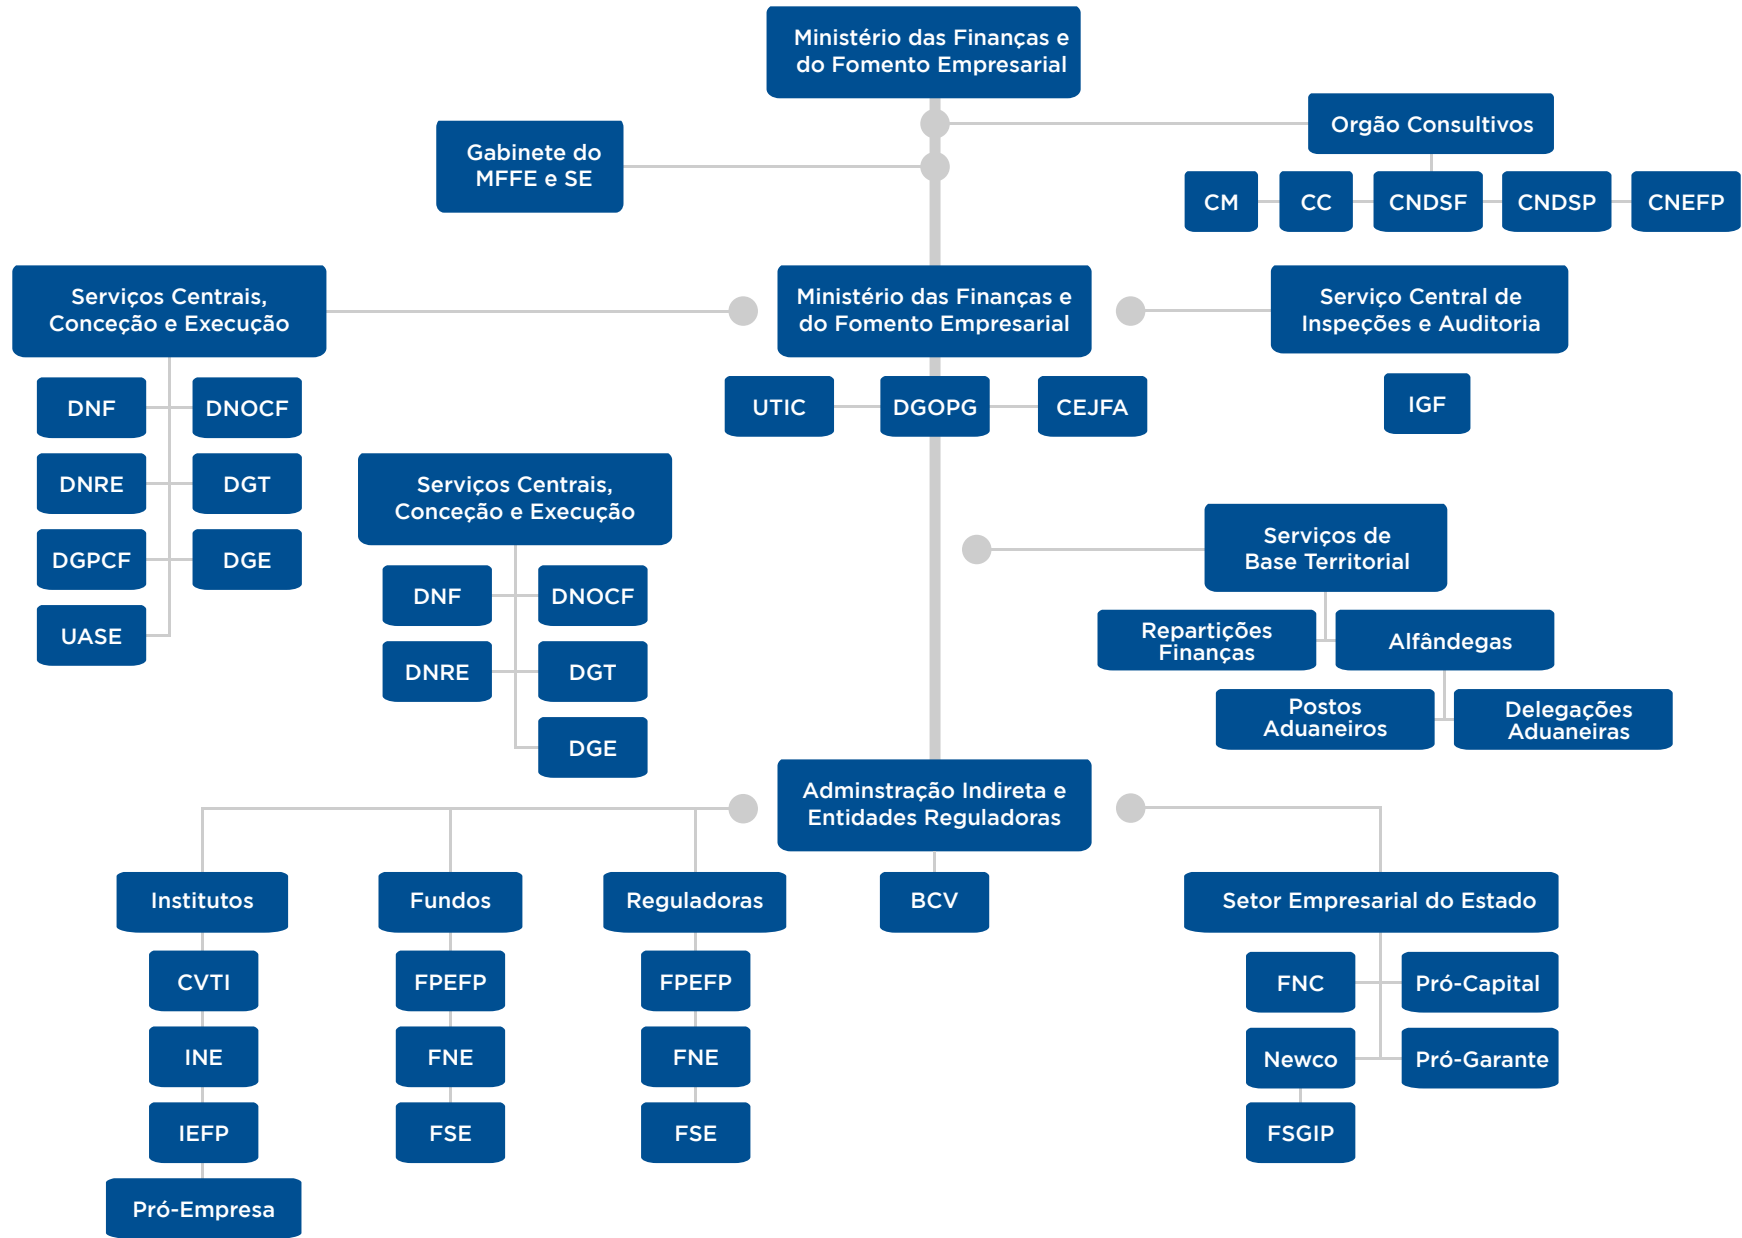 Ministério das Finanças e
do Fomento Empresarial
Orgão Consultivos
Gabinete do
MFFE e SE
CM
CC
CNDSF
CNDSP
CNEFP
Serviços Centrais,
Conceção e Execução
Ministério das Finanças e
do Fomento Empresarial
Serviço Central de
Inspeções e Auditoria
DNF
DNOCF
DNRE
DGT
DGPCF
DGE
UASE
UTIC
DGOPG
CEJFA
IGF
Serviços Centrais,
Conceção e Execução
DNF
DNOCF
DNRE
DGT
DGE
Serviços de
Base Territorial
Repartições
Finanças
Alfândegas
Postos
Aduaneiros
Delegações
Aduaneiras
Adminstração Indireta e
Entidades Reguladoras
Institutos
Fundos
Reguladoras
BCV
Setor Empresarial do Estado
CVTI
INE
IEFP
Pró-Empresa
FPEFP
FNE
FSE
FPEFP
FNE
FSE
FNC
Pró-Capital
Newco
Pró-Garante
FSGIP